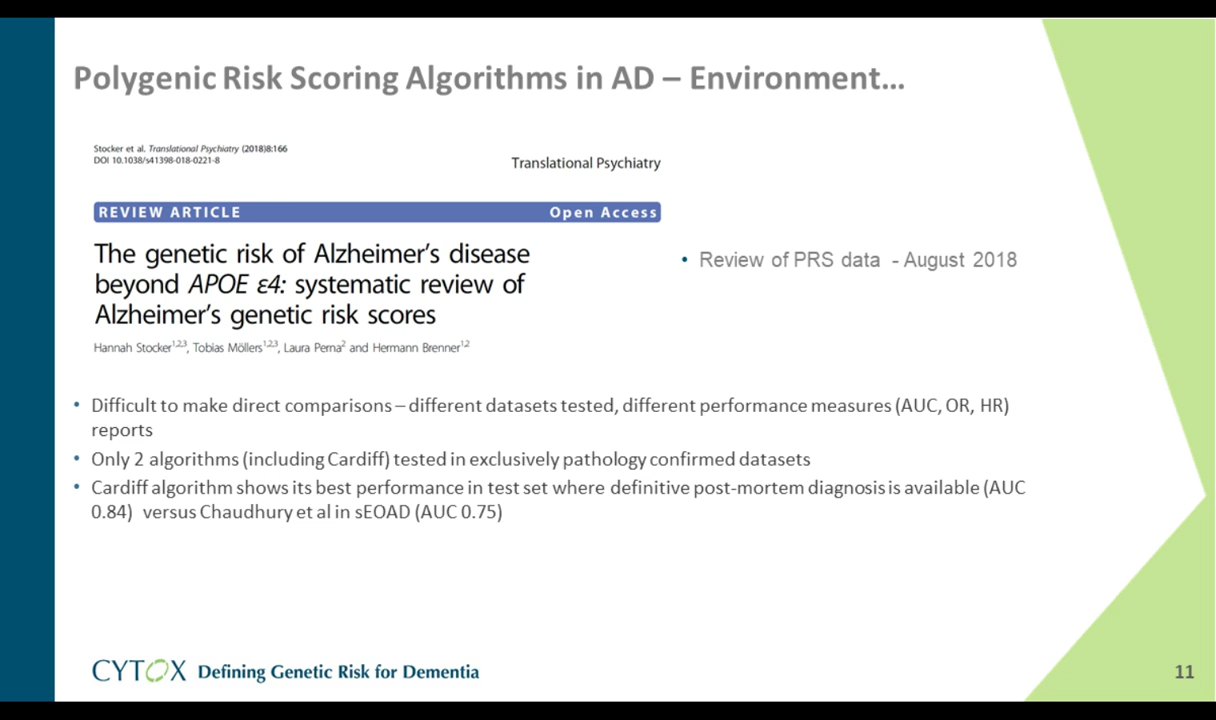 Polygenic Risk Scoring Algorithms in AD – Environment...
Stocker et al. Translational Psychiatry (2018)8:166
DOI 10.1038/s41398-018-0221-8
Translational Psychiatry
REVIEW ARTICLE Open Access
The genetic risk of Alzheimer’s disease
beyond APOE ε4: systematic review of
Alzheimer’s genetic risk scores
Hannah Stocker1,2,3, Tobias Möllers1,2,3, Laura Perna2 and Hermann Brenner1,2
• Review of PRS data - August 2018
• Difficult to make direct comparisons – different datasets tested, different performance measures (AUC, OR, HR)
reports
• Only 2 algorithms (including Cardiff) tested in exclusively pathology confirmed datasets
• Cardiff algorithm shows its best performance in test set where definitive post-mortem diagnosis is available (AUC
0.84) versus Chaudhury et al in sEOAD (AUC 0.75)
CYTOX Defining Genetic Risk for Dementia
11